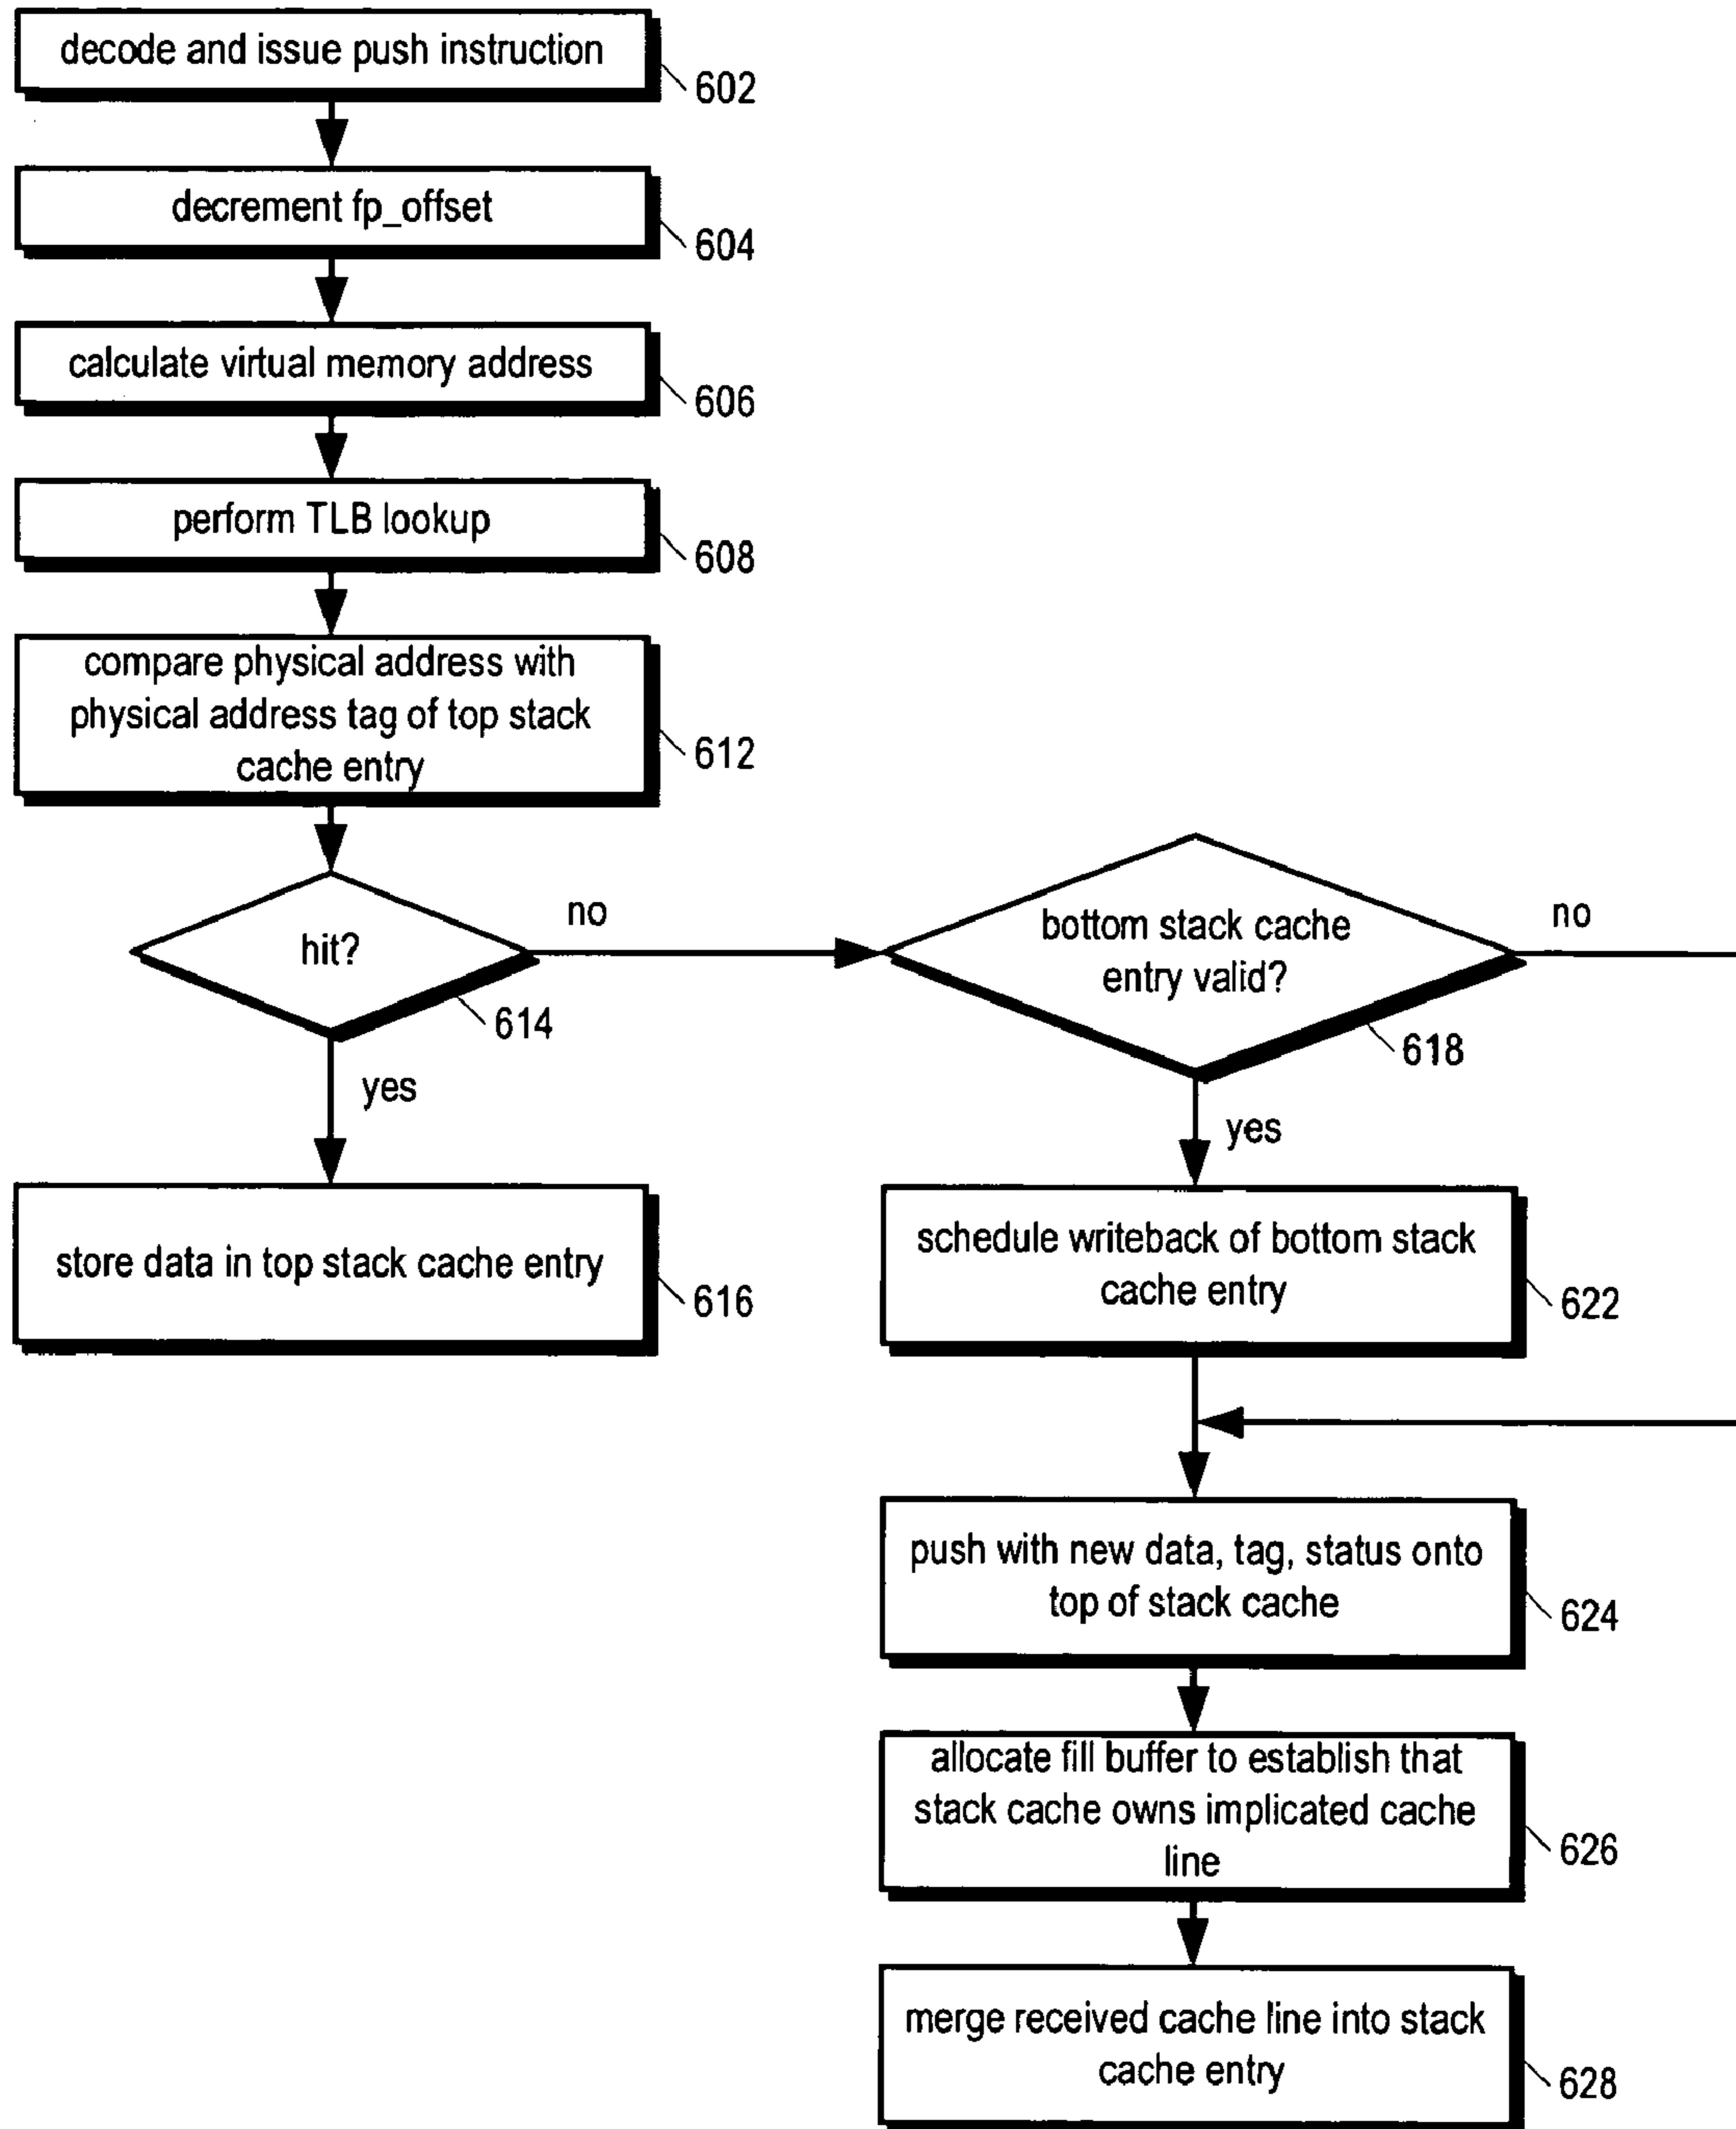 decode and issue push instruction
602
decrement fp_offset
604
calculate virtual memory address
606
perform TLB lookup
608
compare physical address with
physical address tag of top stack
cache entry
612
hit?
614
no
yes
store data in top stack cache entry
616
bottom stack cache
entry valid?
618
no
yes
schedule writeback of bottom stack
cache entry
622
push with new data, tag, status onto
top of stack cache
624
allocate fill buffer to establish that
stack cache owns implicated cache
line
626
merge received cache line into stack
cache entry
628